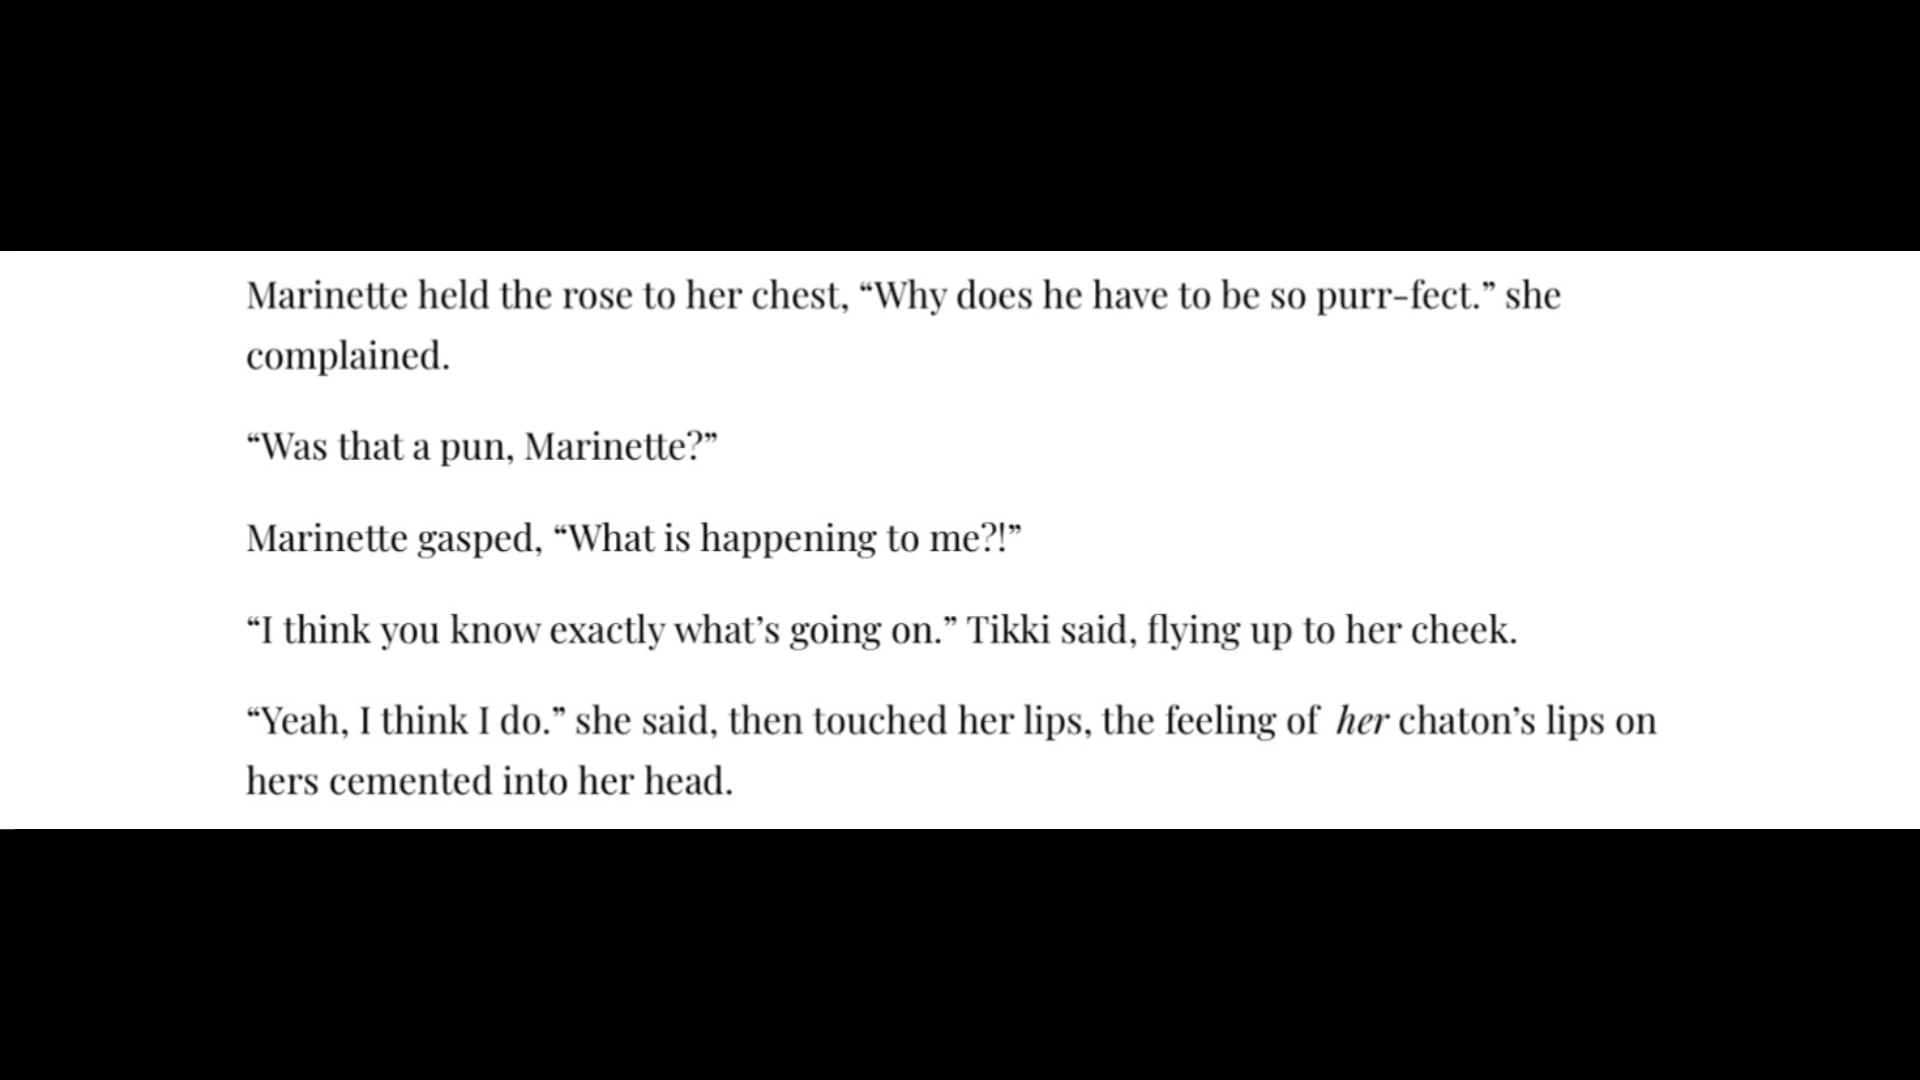 Marinette held the rose to her chest, “Why does he have to be so purr-fect.” she
complained.
“Was that a pun, Marinette?”
Marinette gasped, “What is happening to me?!”
“I think you know exactly what’s going on.” Tikki said, flying up to her cheek.
“Yeah, I think I do.” she said, then touched her lips, the feeling of her chaton’s lips on
hers cemented into her head.